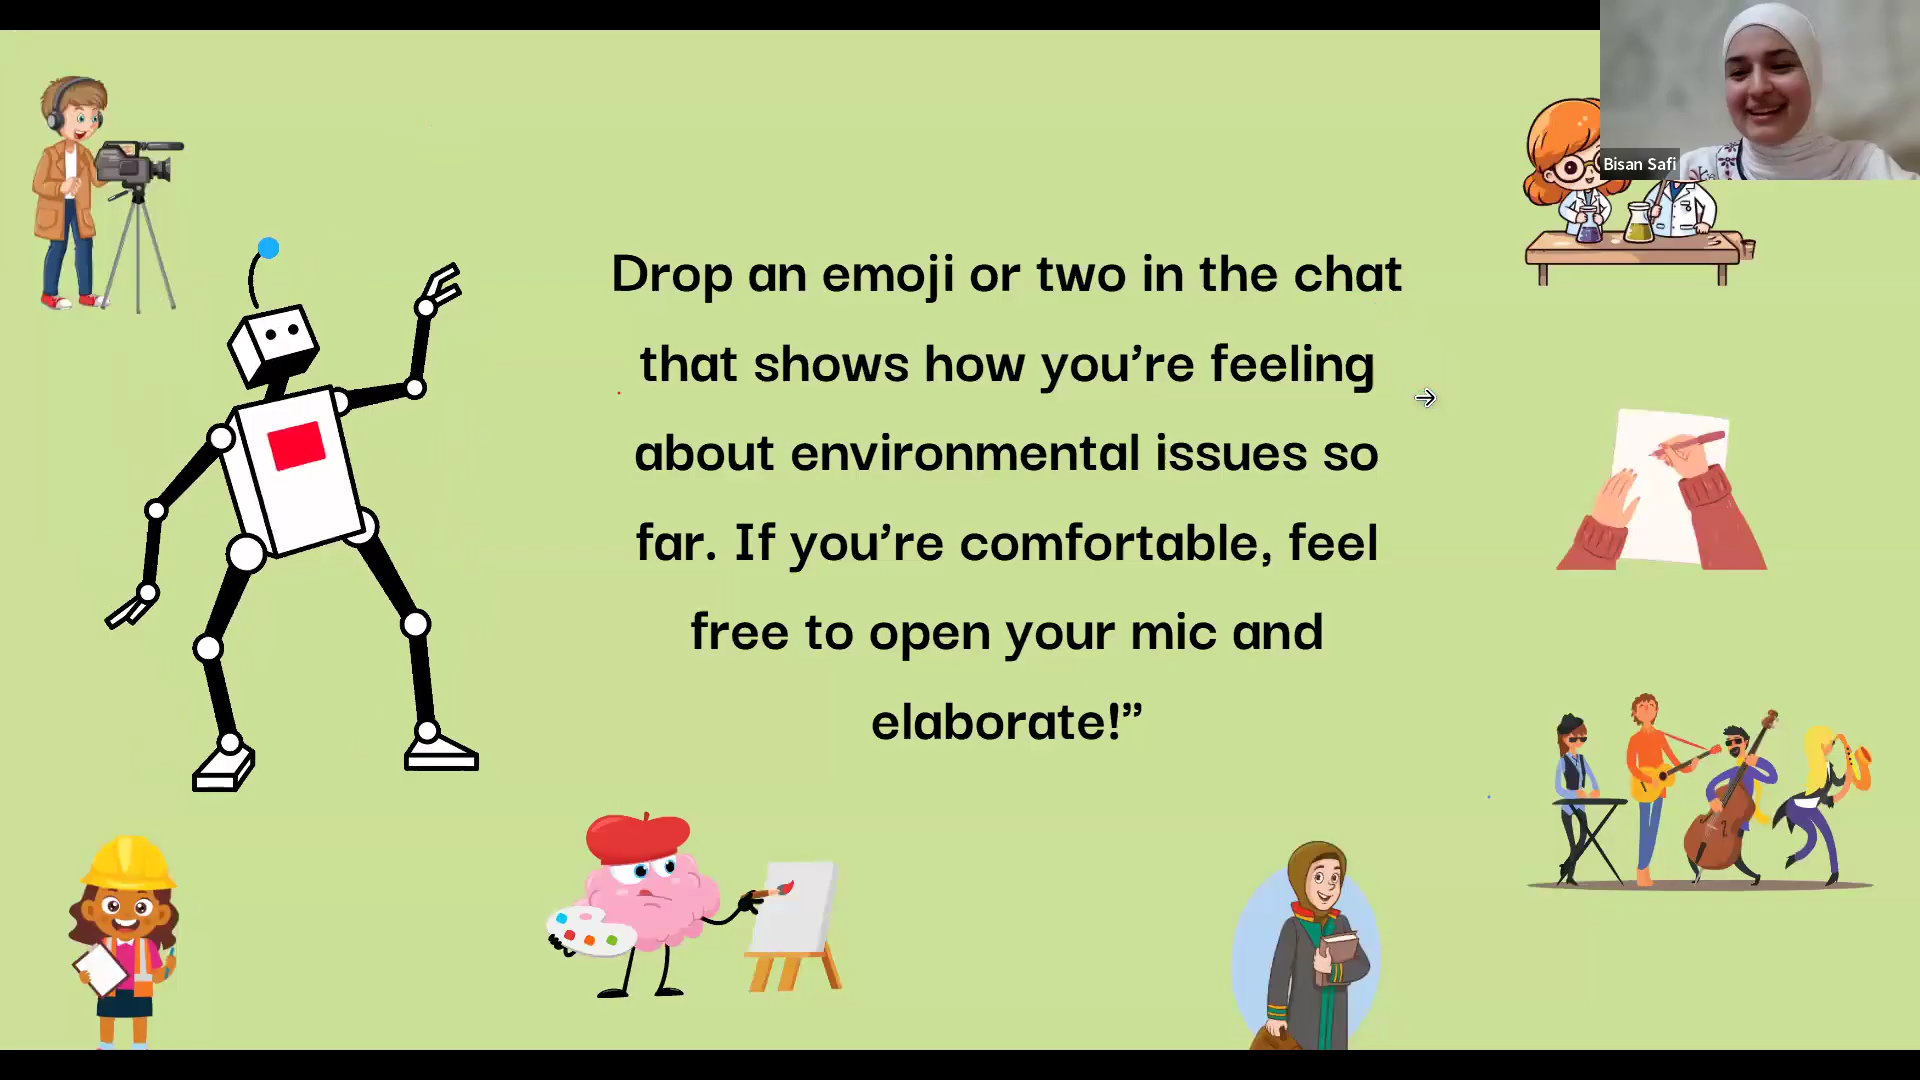 Bisan Safi
Drop an emoji or two in the chat
that shows how you’re feeling
about environmental issues so
far. If you’re comfortable, feel
free to open your mic and
elaborate!”